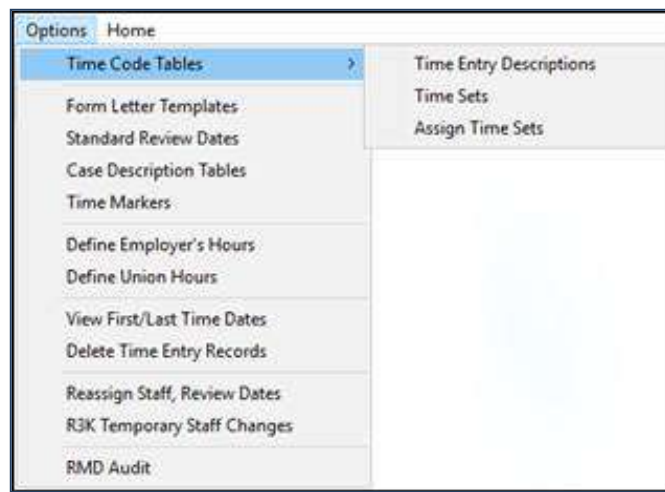 Options Home
Time Code Tables >
Time Entry Descriptions
Time Sets
Assign Time Sets
Form Letter Templates
Standard Review Dates
Case Description Tables
Time Markers
Define Employer's Hours
Define Union Hours
View First/Last Time Dates
Delete Time Entry Records
Reassign Staff, Review Dates
R3K Temporary Staff Changes
RMD Audit